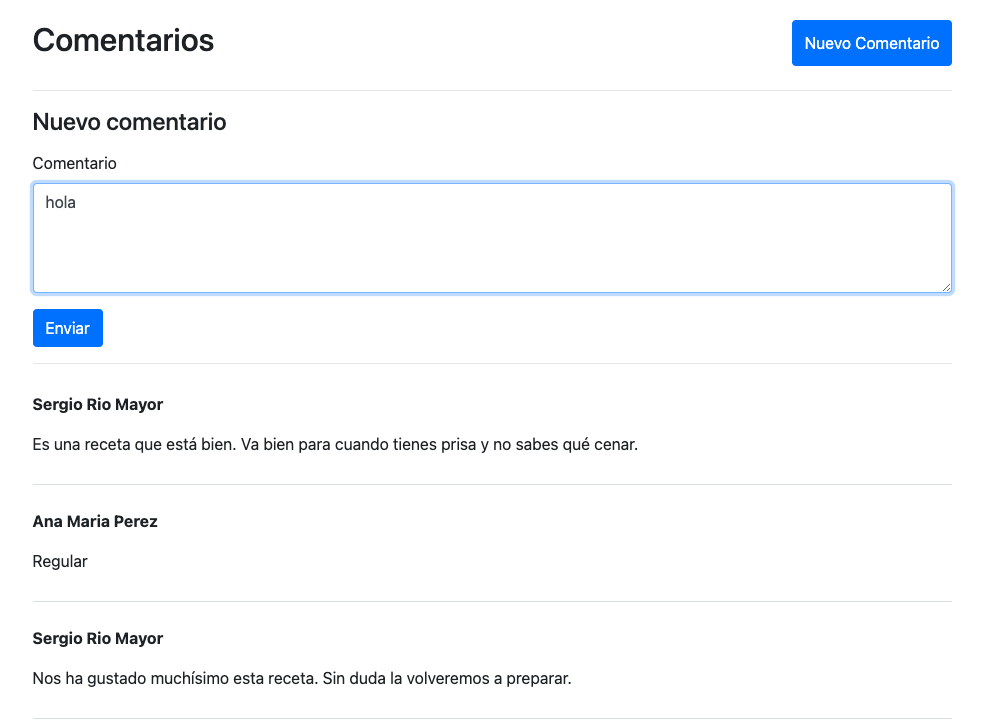 Comentarios
Nuevo Comentario
Nuevo comentario
Comentario
hola
Enviar
Sergio Rio Mayor
Es una receta que está bien. Va bien para cuando tienes prisa y no sabes qué cenar.
Ana Maria Perez
Regular
Sergio Rio Mayor
Nos ha gustado muchísimo esta receta. Sin duda la volveremos a preparar.